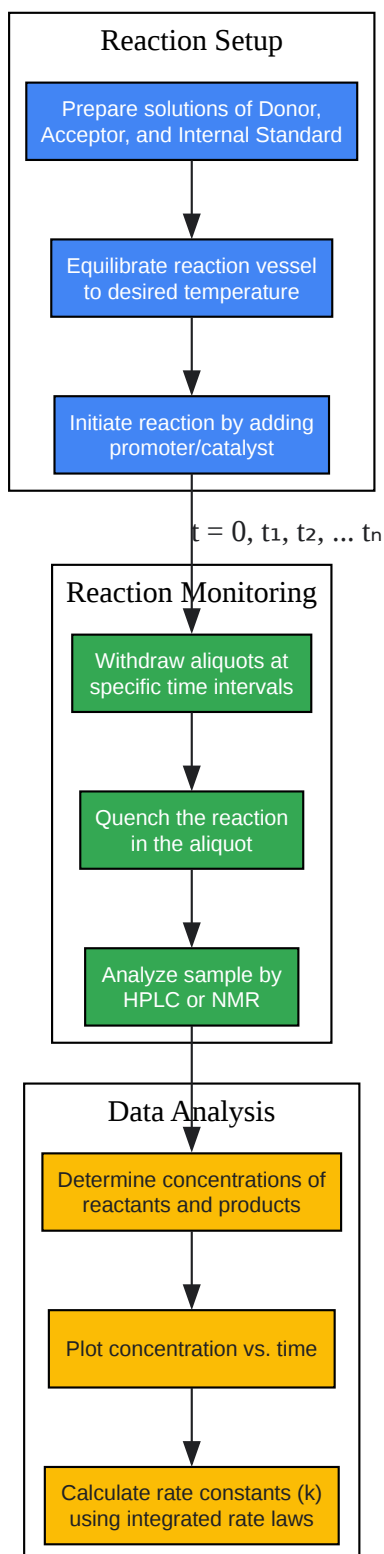 Reaction Setup
Prepare solutions of Donor,
Acceptor, and Internal Standard
Equilibrate reaction vessel
to desired temperature
Initiate reaction by adding
promoter/catalyst
t = 0, t₁, t₂, ... tₙ
Reaction Monitoring
Withdraw aliquots at
specific time intervals
Quench the reaction
in the aliquot
Analyze sample by
HPLC or NMR
Data Analysis
Determine concentrations of
reactants and products
Plot concentration vs. time
Calculate rate constants (k)
using integrated rate laws